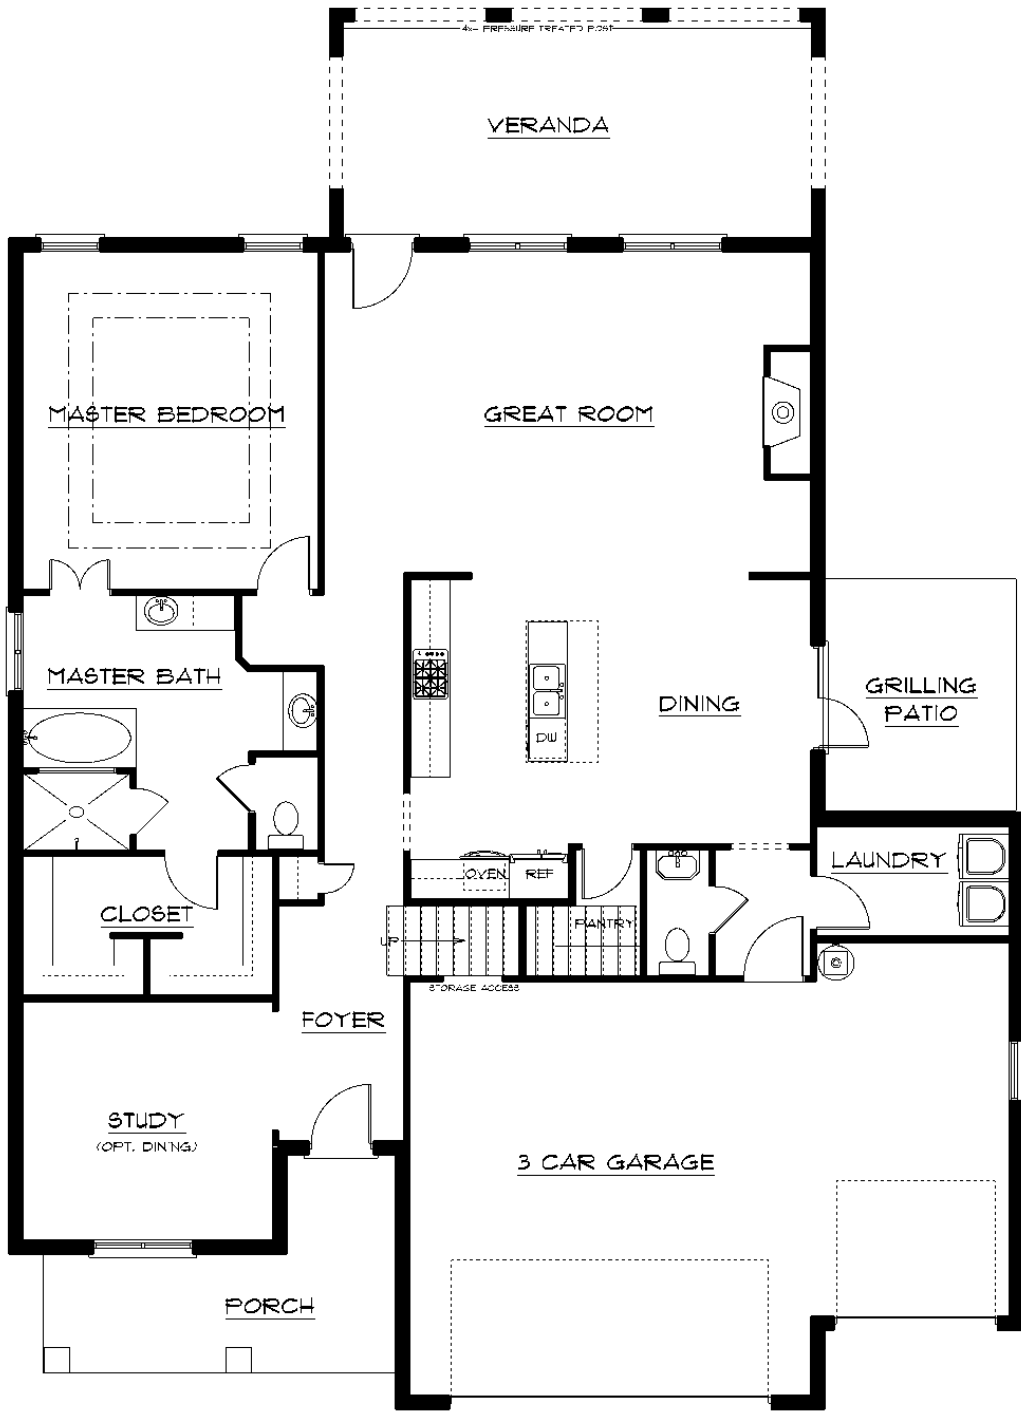 4x4 PRESSURE TREATED POST
VERANDA
MASTER BEDROOM
GREAT ROOM
MASTER BATH
DINING
GRILLING
PATIO
DW
OVEN
REF
LAUNDRY
CLOSET
PANTRY
UP
STORAGE ACCESS
FOYER
STUDY
(OPT. DINING)
3 CAR GARAGE
PORCH